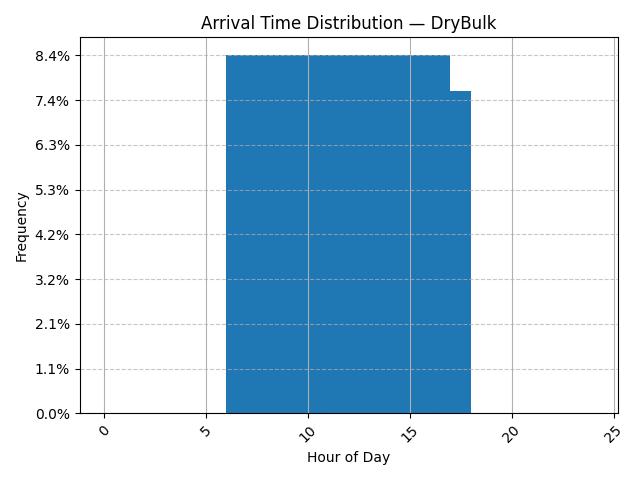 Arrival Time Distribution — DryBulk
8.4%
7.4%
6.3%
5.3%
4.2%
3.2%
2.1%
1.1%
0.0%
Frequency
0 5 10 15 20 25
Hour of Day